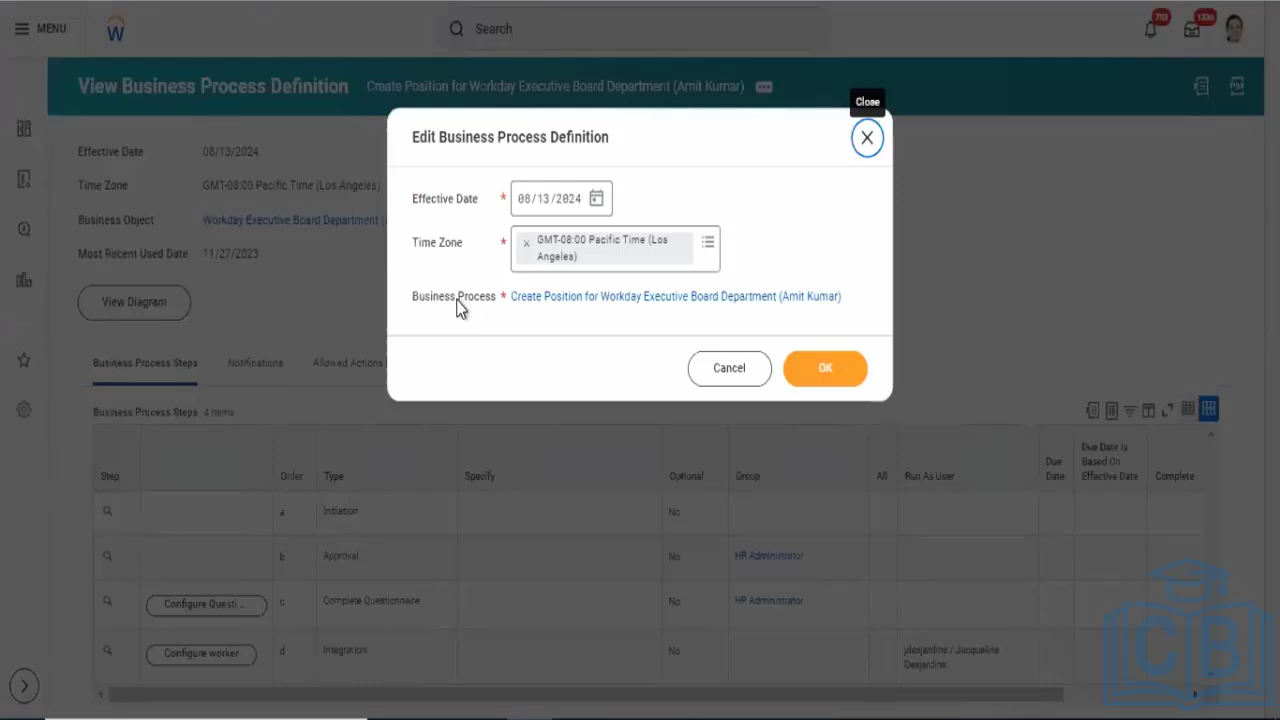 MENU
Search
713
1336
View Business Process Definition
Create Position for Workday Executive Board Department (Amit Kumar)
PDF
Close
Edit Business Process Definition
Effective Date * 08/13/2024
Time Zone * × GMT-08:00 Pacific Time (Los
Angeles)
Business Process * Create Position for Workday Executive Board Department (Amit Kumar)
Cancel
OK
Effective Date 08/13/2024
Time Zone GMT-08:00 Pacific Time (Los Angeles)
Business Object Workday Executive Board Department
Most Recent Used Date 11/27/2023
View Diagram
Business Process Steps
Notifications
Allowed Actions
Business Process Steps 4 items
Step
Order
Type
Specify
Optional
Group
All
Run As User
Due
Date
Due Date Is
Based On
Effective Date
Complete
a Initiation No
b Approval No HR Administrator
Configure Questi... c Complete Questionnaire No HR Administrator
Configure worker d Integration No jdesjardins / Jacqueline
Desjardins
CB